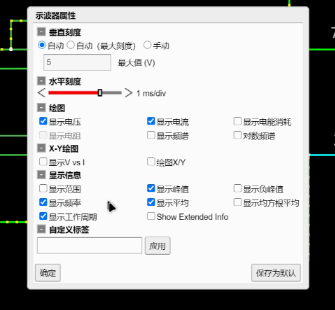 示波器属性
垂直刻度
自动 自动（最大刻度） 手动
5 最大值 (V)
水平刻度
1 ms/div
绘图
显示电压 显示电流 显示电能消耗
显示电阻 显示频谱 对数频谱
X-Y绘图
显示V vs I 绘图X/Y
显示信息
显示范围 显示峰值 显示负峰值
显示频率 显示平均 显示均方根平均
显示工作周期 Show Extended Info
自定义标签
应用
确定 保存为默认